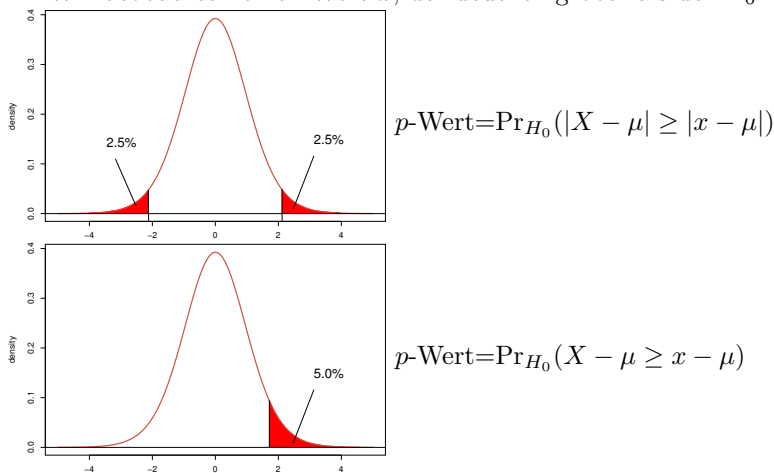 0.4
0.3
0.2
0.1
0.0
density
2.5%
2.5%
−4 −2 0 2 4
p-Wert=Pr_{H_0}(|X − μ| ≥ |x − μ|)
0.4
0.3
0.2
0.1
0.0
density
5.0%
−4 −2 0 2 4
p-Wert=Pr_{H_0}(X − μ ≥ x − μ)